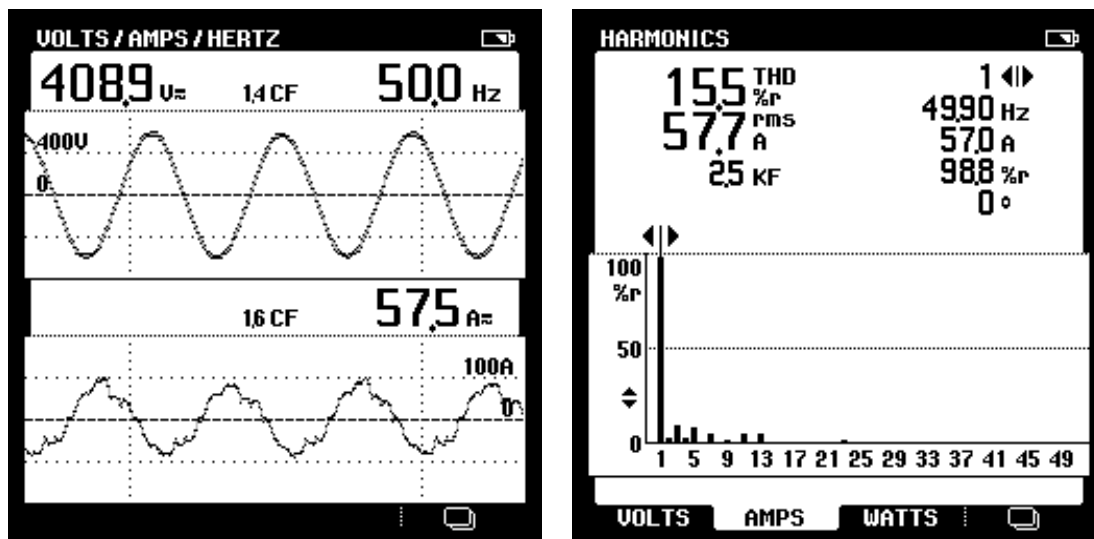 VOLTS/AMPS/HERTZ
408,9 V≂ 1,4 CF 50,0 Hz
400V
0
1,6 CF 57,5 A≂
100A
0
HARMONICS
15,5 THD %r
57,7 rms A
2,5 KF
1
49,90 Hz
57,0 A
98,8 %r
0 °
100
%r
50
0
1 5 9 13 17 21 25 29 33 37 41 45 49
VOLTS AMPS WATTS